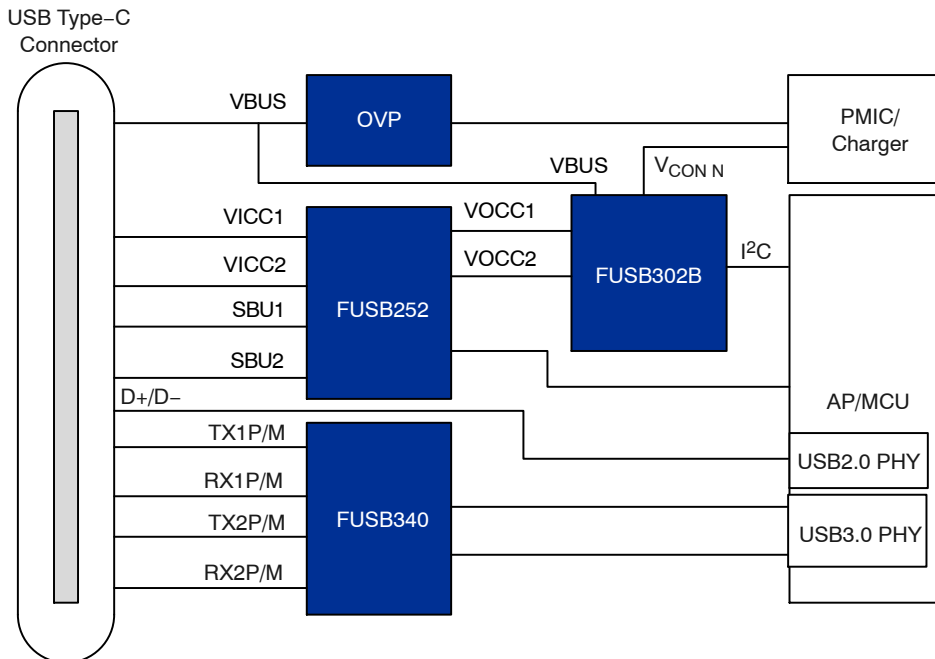 USB Type–C
Connector
VBUS
OVP
PMIC/
Charger
VBUS
VCON N
VICC1
VOCC1
VICC2
VOCC2
FUSB302B
I2C
SBU1
FUSB252
SBU2
D+/D–
AP/MCU
TX1P/M
USB2.0 PHY
RX1P/M
TX2P/M
FUSB340
USB3.0 PHY
RX2P/M